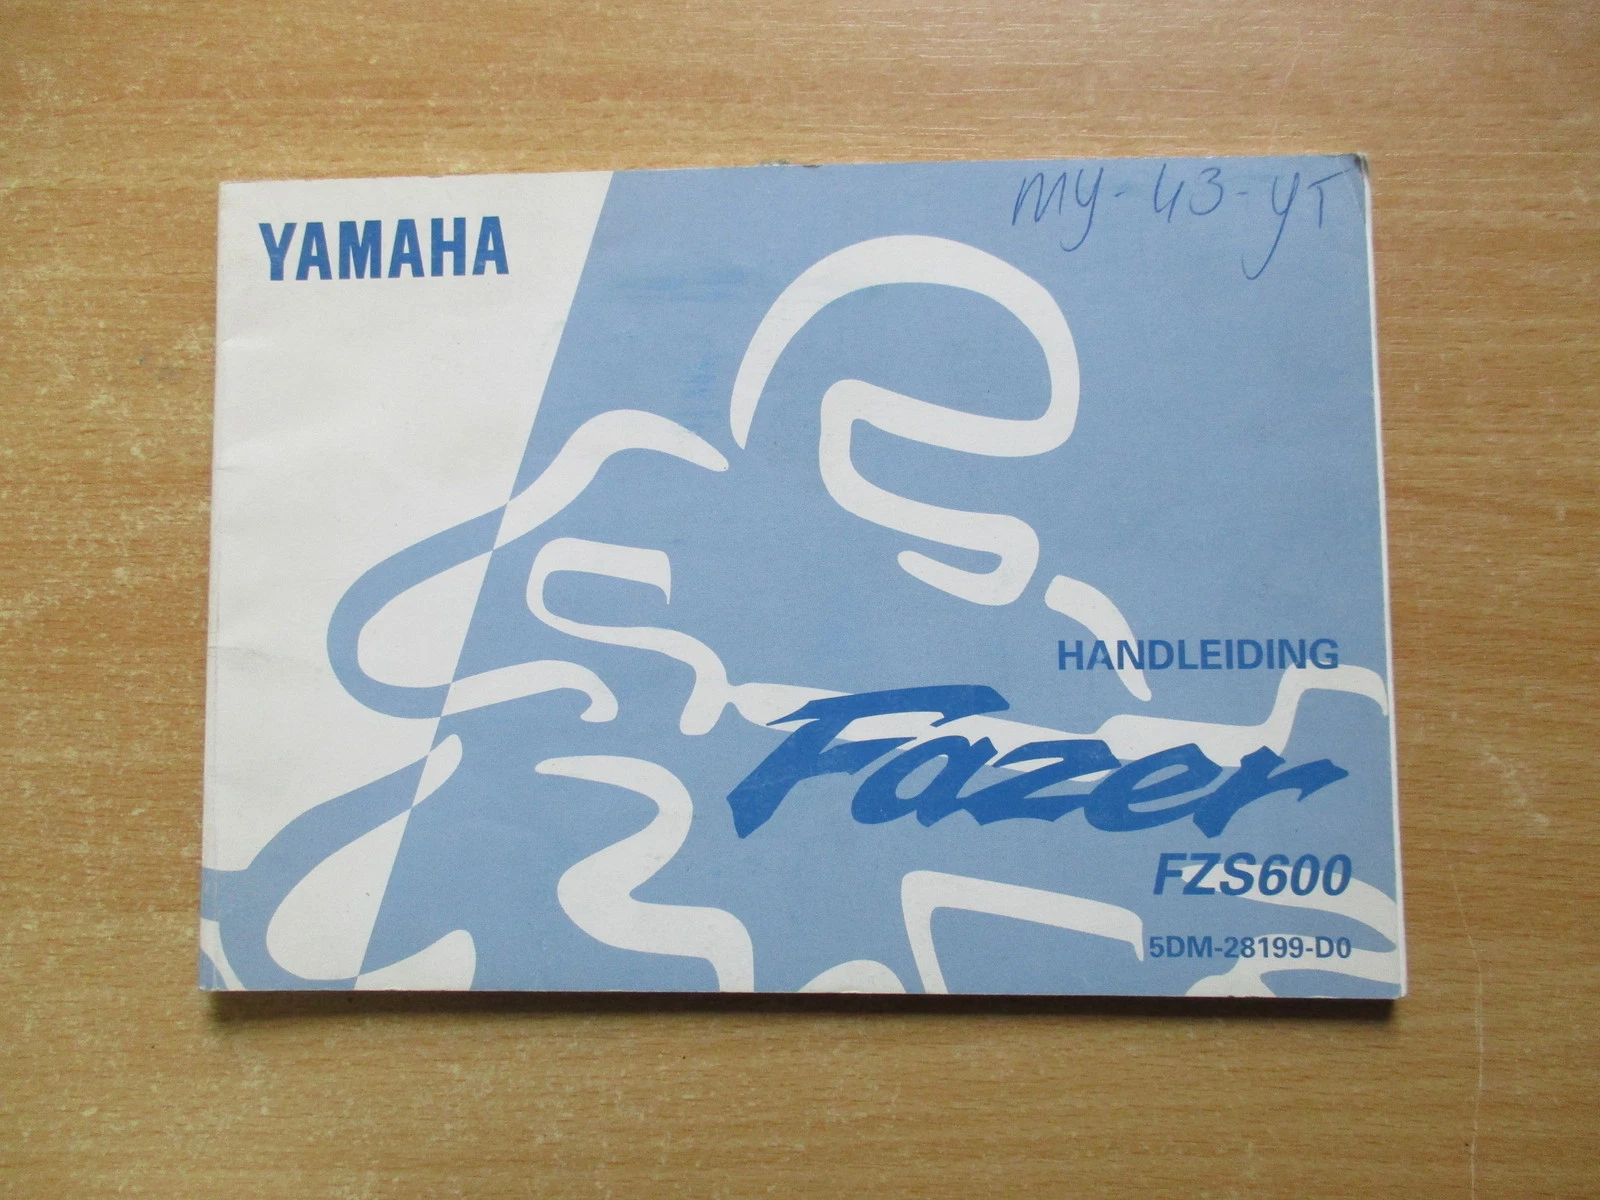 MY-43-YT
YAMAHA
HANDLEIDING
Fazer
FZS600
5DM-28199-D0